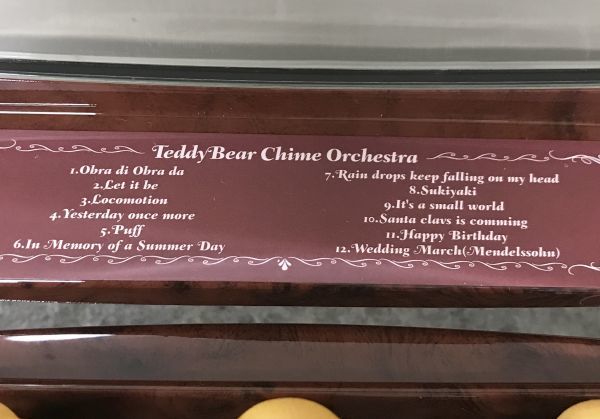 TeddyBear Chime Orchestra
1.Obra di Obra da
2.Let it be
3.Locomotion
4.Yesterday once more
5.Puff
6.In Memory of a Summer Day
7.Rain drops keep falling on my head
8.Sukiyaki
9.It's a small world
10.Santa clavs is comming
11.Happy Birthday
12.Wedding March(Mendelssohn)